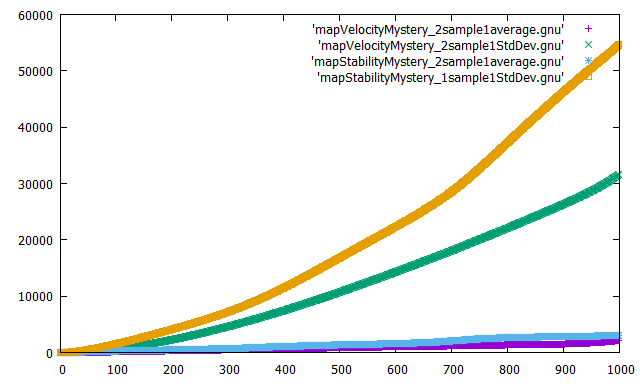 60000
50000
40000
30000
20000
10000
0
'mapVelocityMystery_2sample1average.gnu'
'mapVelocityMystery_2sample1StdDev.gnu'
'mapStabilityMystery_2sample1average.gnu'
'mapStabilityMystery_1sample1StdDev.gnu'
0 100 200 300 400 500 600 700 800 900 1000